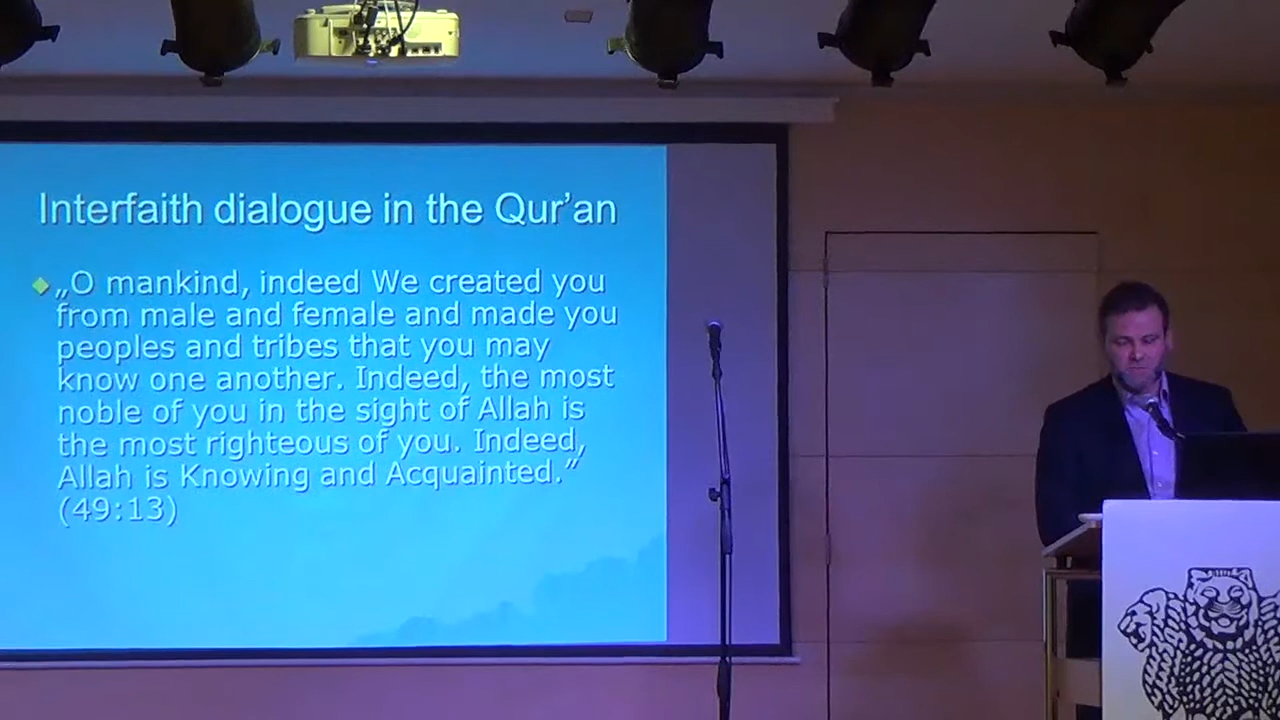 Interfaith dialogue in the Qur’an
„O mankind, indeed We created you
from male and female and made you
peoples and tribes that you may
know one another. Indeed, the most
noble of you in the sight of Allah is
the most righteous of you. Indeed,
Allah is Knowing and Acquainted.”
(49:13)